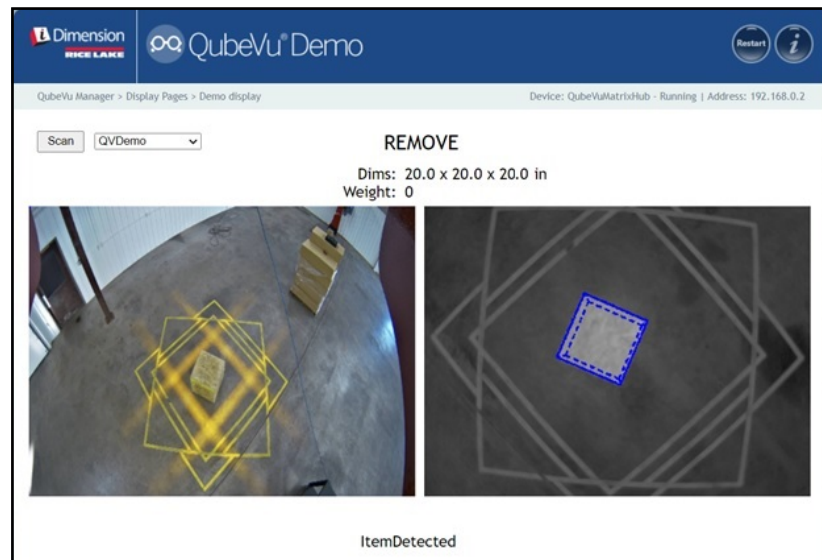 iDimension
RICE LAKE
QubeVu® Demo
Restart
i
QubeVu Manager > Display Pages > Demo display
Device: QubeVuMatrixHub - Running | Address: 192.168.0.2
Scan
QVDemo
REMOVE
Dims: 20.0 x 20.0 x 20.0 in
Weight: 0
ItemDetected